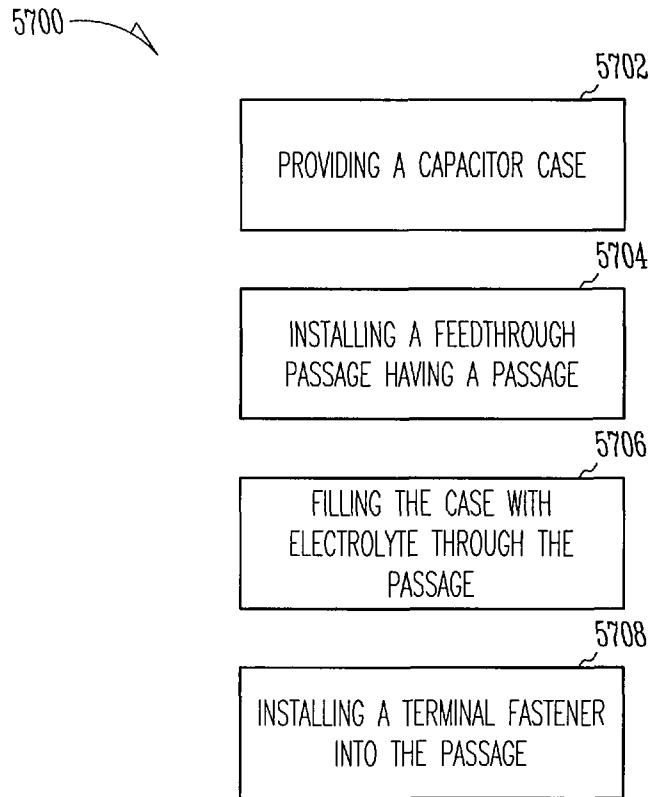 5700
5702
PROVIDING A CAPACITOR CASE
5704
INSTALLING A FEEDTHROUGH
PASSAGE HAVING A PASSAGE
5706
FILLING THE CASE WITH
ELECTROLYTE THROUGH THE
PASSAGE
5708
INSTALLING A TERMINAL FASTENER
INTO THE PASSAGE